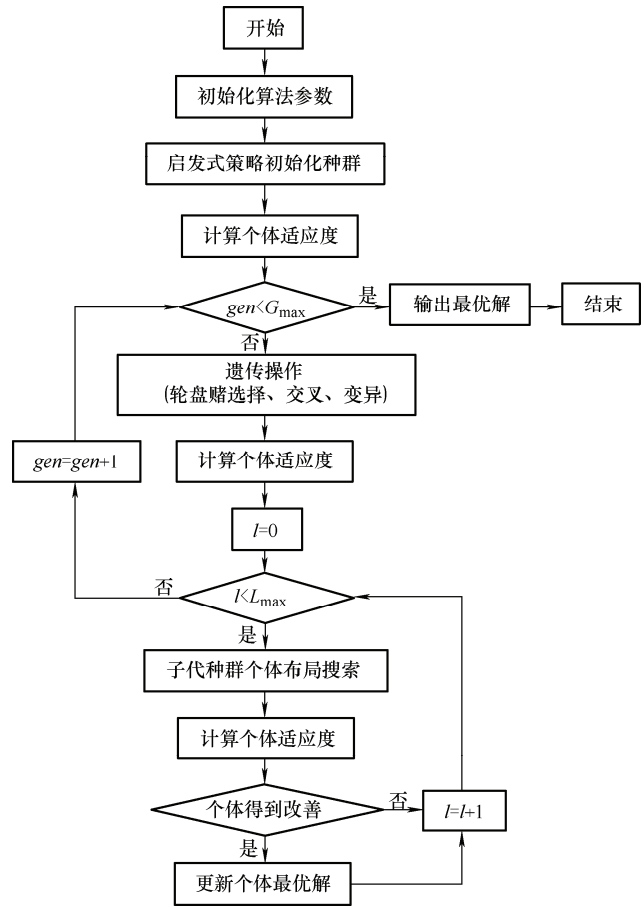 开始
初始化算法参数
启发式策略初始化种群
计算个体适应度
gen<Gmax
是
输出最优解
结束
否
遗传操作
(轮盘赌选择、交叉、变异)
gen=gen+1
计算个体适应度
l=0
否
l<Lmax
是
子代种群个体布局搜索
计算个体适应度
个体得到改善
否
l=l+1
是
更新个体最优解